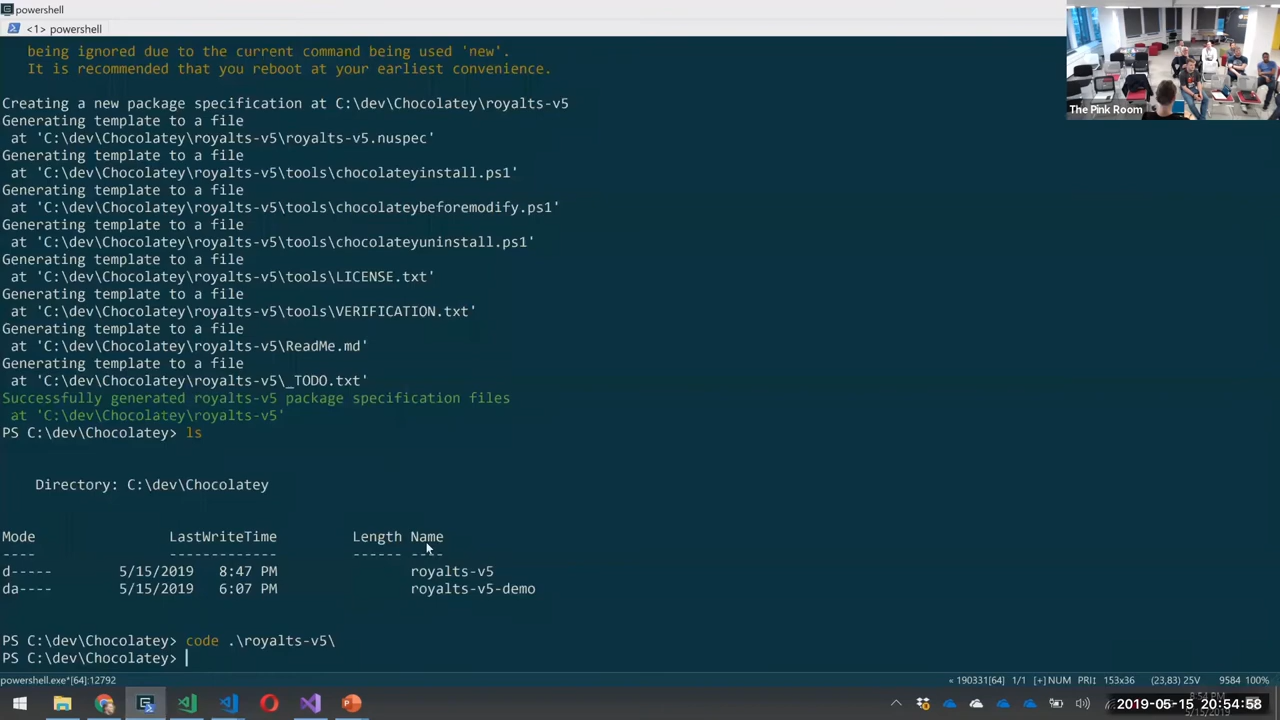 powershell
<1> powershell
being ignored due to the current command being used 'new'.
It is recommended that you reboot at your earliest convenience.
Creating a new package specification at C:\dev\Chocolatey\royalts-v5
Generating template to a file
at 'C:\dev\Chocolatey\royalts-v5\royalts-v5.nuspec'
Generating template to a file
at 'C:\dev\Chocolatey\royalts-v5\tools\chocolateyinstall.ps1'
Generating template to a file
at 'C:\dev\Chocolatey\royalts-v5\tools\chocolateybeforemodify.ps1'
Generating template to a file
at 'C:\dev\Chocolatey\royalts-v5\tools\chocolateyuninstall.ps1'
Generating template to a file
at 'C:\dev\Chocolatey\royalts-v5\tools\LICENSE.txt'
Generating template to a file
at 'C:\dev\Chocolatey\royalts-v5\tools\VERIFICATION.txt'
Generating template to a file
at 'C:\dev\Chocolatey\royalts-v5\ReadMe.md'
Generating template to a file
at 'C:\dev\Chocolatey\royalts-v5\_TODO.txt'
Successfully generated royalts-v5 package specification files
at 'C:\dev\Chocolatey\royalts-v5'
PS C:\dev\Chocolatey> ls
Directory: C:\dev\Chocolatey
Mode LastWriteTime Length Name
---- ------------- ------ ----
d----- 5/15/2019 8:47 PM royalts-v5
da---- 5/15/2019 6:07 PM royalts-v5-demo
PS C:\dev\Chocolatey> code .\royalts-v5\
PS C:\dev\Chocolatey>
The Pink Room
powershell.exe*[64]:12792 « 190331[64] 1/1 [+] NUM PRI↕ 153x36 (23,83) 25V 9584 100%
2019-05-15 20:54:58